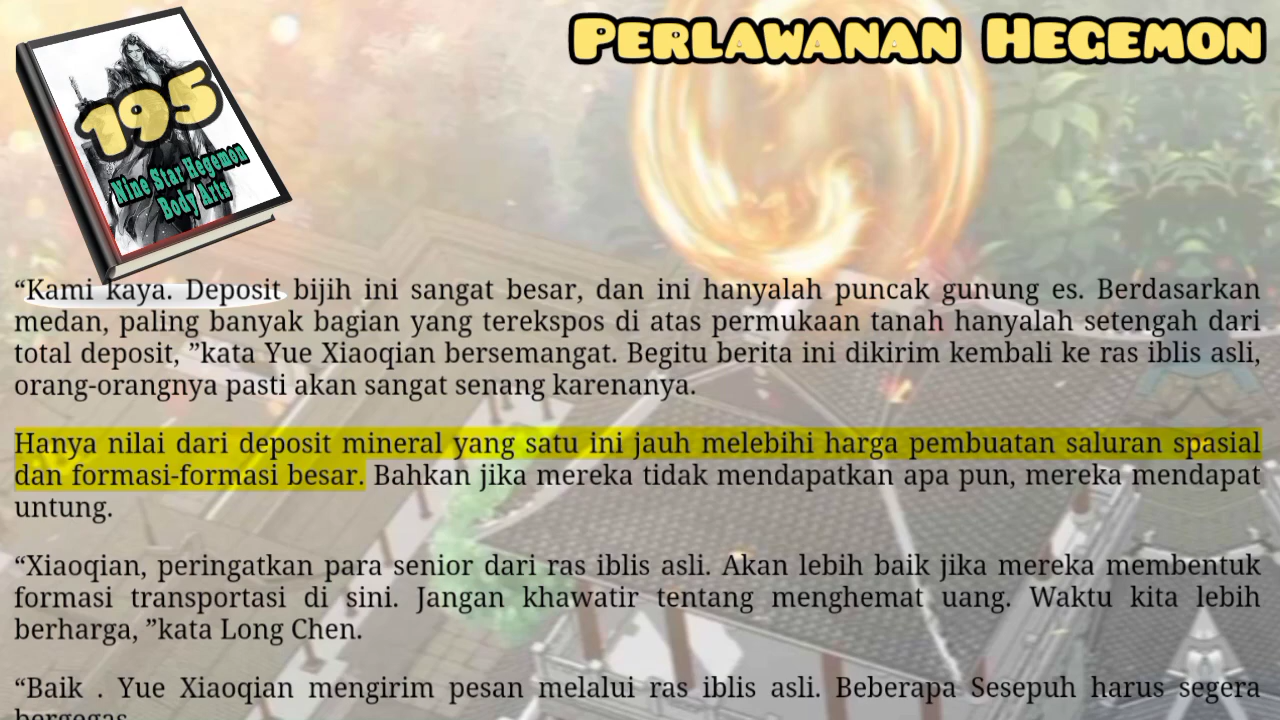 Perlawanan Hegemon
195
Nine Star Hegemon
Body Arts
“Kami kaya. Deposit bijih ini sangat besar, dan ini hanyalah puncak gunung es. Berdasarkan
medan, paling banyak bagian yang terekspos di atas permukaan tanah hanyalah setengah dari
total deposit, ”kata Yue Xiaoqian bersemangat. Begitu berita ini dikirim kembali ke ras iblis asli,
orang-orangnya pasti akan sangat senang karenanya.
Hanya nilai dari deposit mineral yang satu ini jauh melebihi harga pembuatan saluran spasial
dan formasi-formasi besar. Bahkan jika mereka tidak mendapatkan apa pun, mereka mendapat
untung.
“Xiaoqian, peringatkan para senior dari ras iblis asli. Akan lebih baik jika mereka membentuk
formasi transportasi di sini. Jangan khawatir tentang menghemat uang. Waktu kita lebih
berharga, ”kata Long Chen.
“Baik . Yue Xiaoqian mengirim pesan melalui ras iblis asli. Beberapa Sesepuh harus segera
bergegas